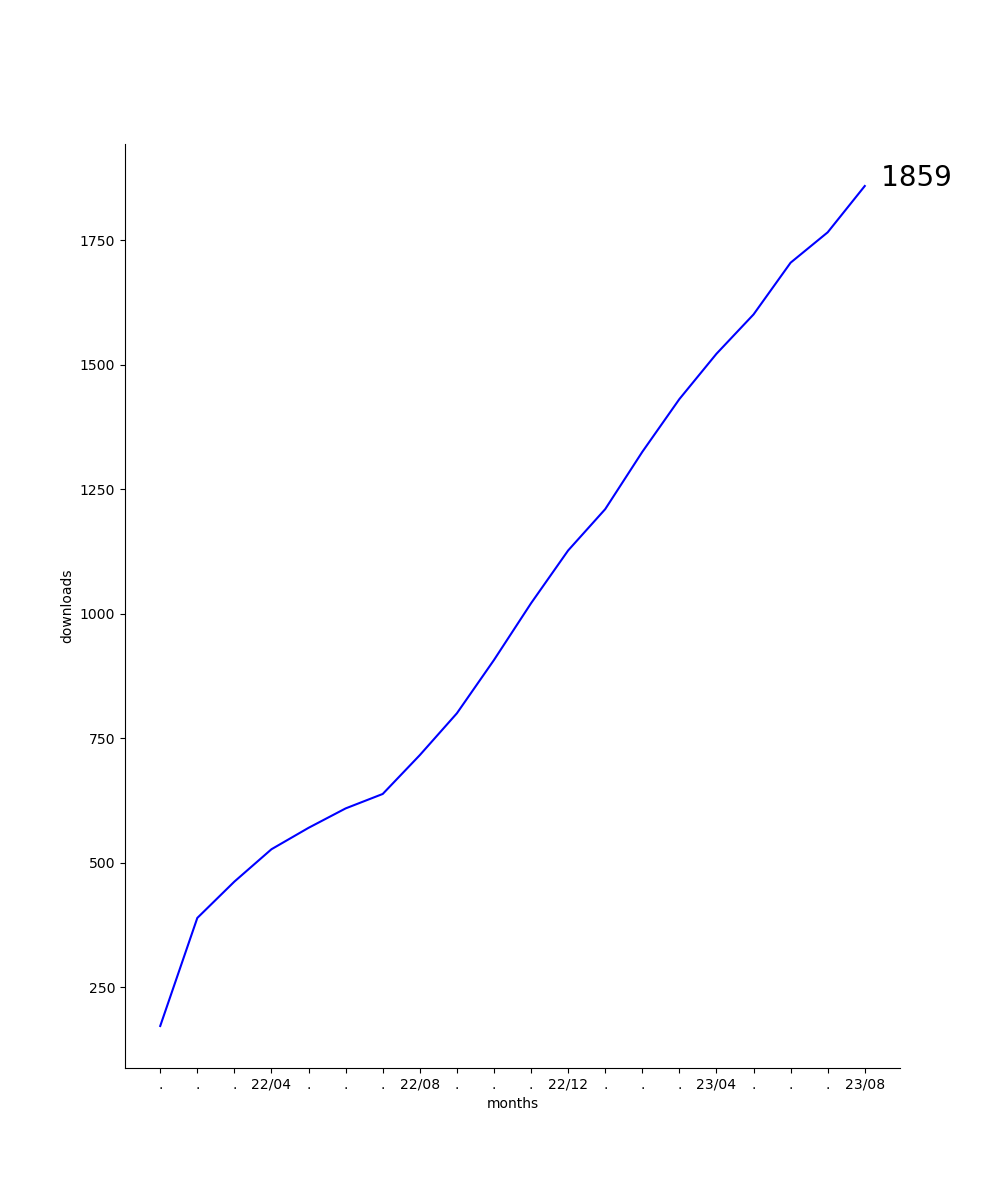 1859
1750
1500
1250
1000
750
500
250
downloads
. . . 22/04 . . . 22/08 . . . 22/12 . . . 23/04 . . . 23/08
months